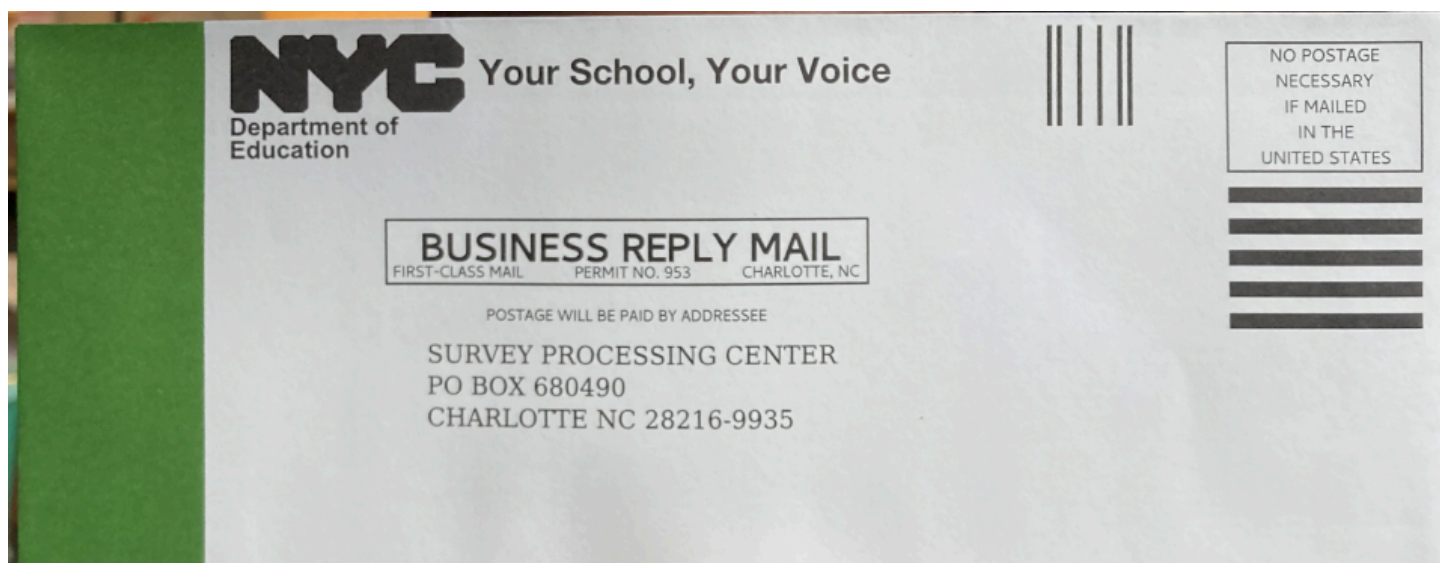 NYC Your School, Your Voice
Department of
Education
NO POSTAGE
NECESSARY
IF MAILED
IN THE
UNITED STATES
BUSINESS REPLY MAIL
FIRST-CLASS MAIL PERMIT NO. 953 CHARLOTTE, NC
POSTAGE WILL BE PAID BY ADDRESSEE
SURVEY PROCESSING CENTER
PO BOX 680490
CHARLOTTE NC 28216-9935